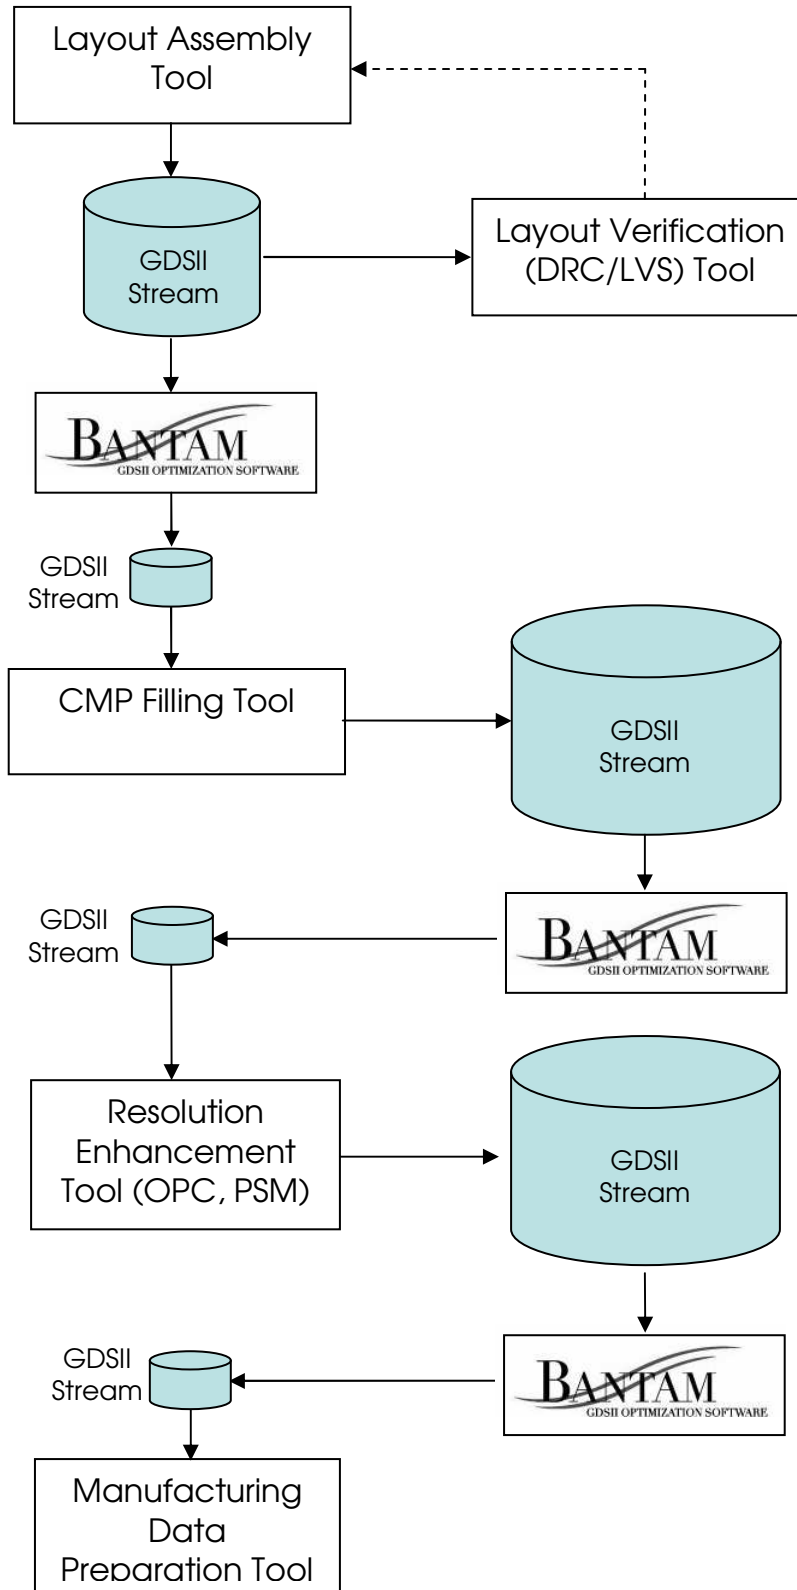 Layout Assembly
Tool
GDSII
Stream
Layout Verification
(DRC/LVS) Tool
BANTAM
GDSII OPTIMIZATION SOFTWARE
GDSII
Stream
CMP Filling Tool
GDSII
Stream
BANTAM
GDSII OPTIMIZATION SOFTWARE
GDSII
Stream
Resolution
Enhancement
Tool (OPC, PSM)
GDSII
Stream
BANTAM
GDSII OPTIMIZATION SOFTWARE
GDSII
Stream
Manufacturing
Data
Preparation Tool